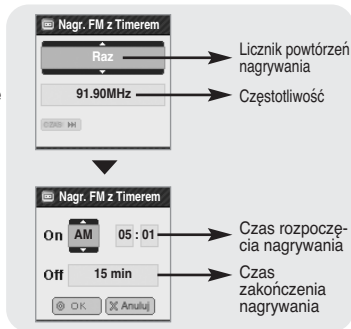 Nagr. FM z Timerem
Raz
Licznik powtórzeń
nagrywania
91.90MHz
Częstotliwość
CZAS
Nagr. FM z Timerem
On AM 05 : 01
Czas rozpoczę-
cia nagrywania
Off 15 min
Czas
zakończenia
nagrywania
OK Anuluj